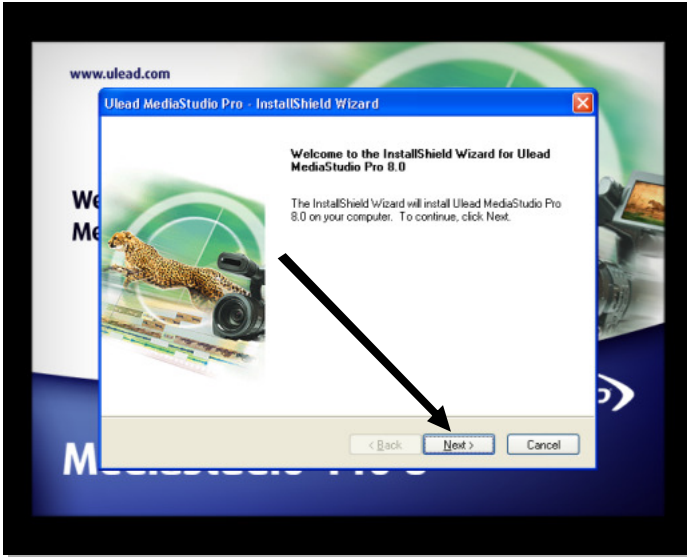 www.ulead.com
Ulead MediaStudio Pro - InstallShield Wizard
Welcome to the InstallShield Wizard for Ulead
MediaStudio Pro 8.0
The InstallShield Wizard will install Ulead MediaStudio Pro
8.0 on your computer. To continue, click Next.
< Back
Next >
Cancel